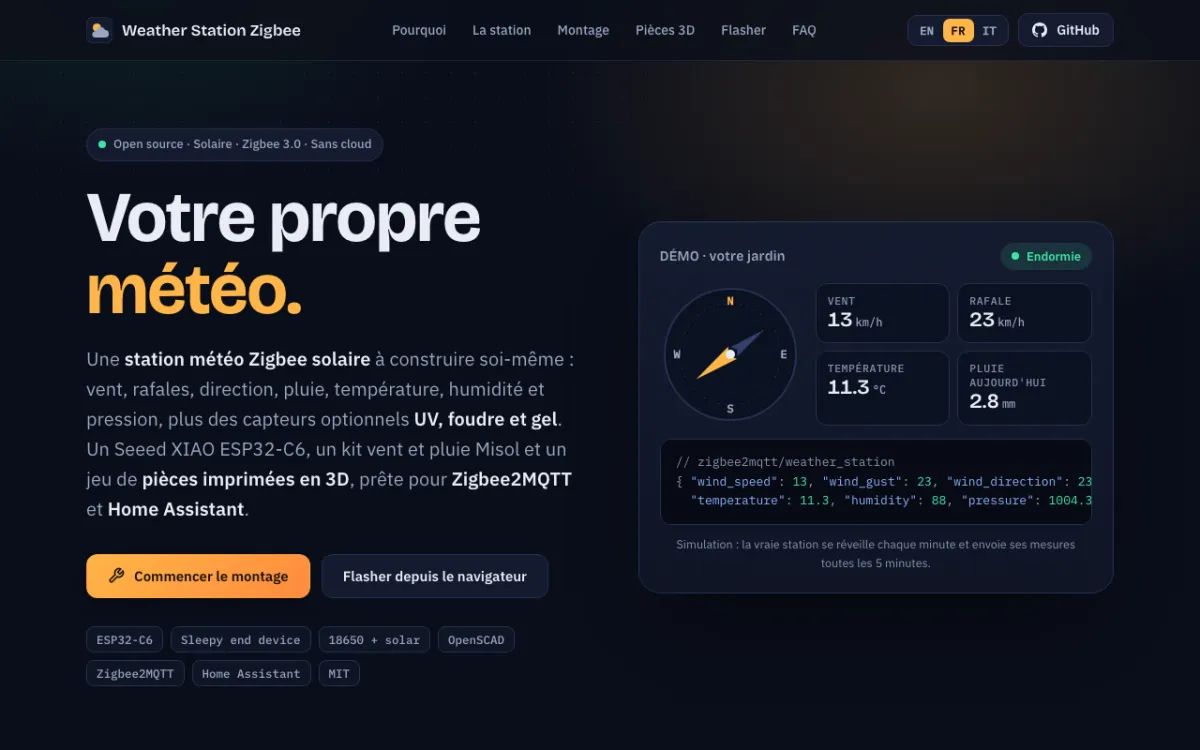 Weather Station Zigbee
Pourquoi
La station
Montage
Pièces 3D
Flasher
FAQ
EN
FR
IT
GitHub
Open source · Solaire · Zigbee 3.0 · Sans cloud
Votre propre
météo.
Une station météo Zigbee solaire à construire soi-même :
vent, rafales, direction, pluie, température, humidité et
pression, plus des capteurs optionnels UV, foudre et gel.
Un Seeed XIAO ESP32-C6, un kit vent et pluie Misol et un
jeu de pièces imprimées en 3D, prête pour Zigbee2MQTT
et Home Assistant.
Commencer le montage
Flasher depuis le navigateur
ESP32-C6
Sleepy end device
18650 + solar
OpenSCAD
Zigbee2MQTT
Home Assistant
MIT
DÉMO · votre jardin
Endormie
N
W
E
S
VENT
13 km/h
RAFALE
23 km/h
TEMPÉRATURE
11.3 °C
PLUIE
AUJOURD'HUI
2.8 mm
// zigbee2mqtt/weather_station
{ "wind_speed": 13, "wind_gust": 23, "wind_direction": 23
"temperature": 11.3, "humidity": 88, "pressure": 1004.3
Simulation : la vraie station se réveille chaque minute et envoie ses mesures
toutes les 5 minutes.